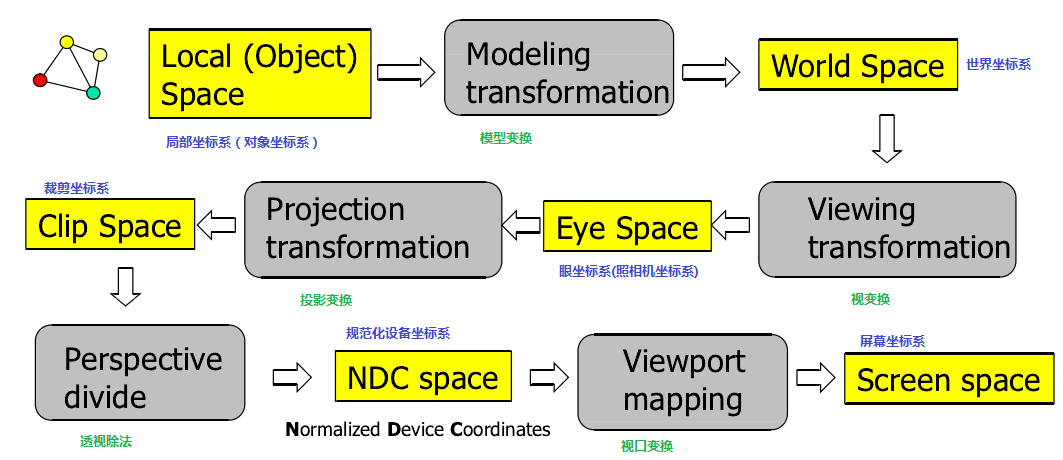 Local (Object)
Space
局部坐标系（对象坐标系）
Modeling
transformation
模型变换
World Space
世界坐标系
Viewing
transformation
视变换
Eye Space
眼坐标系(照相机坐标系)
Projection
transformation
投影变换
裁剪坐标系
Clip Space
Perspective
divide
透视除法
规范化设备坐标系
NDC space
Normalized Device Coordinates
Viewport
mapping
视口变换
屏幕坐标系
Screen space